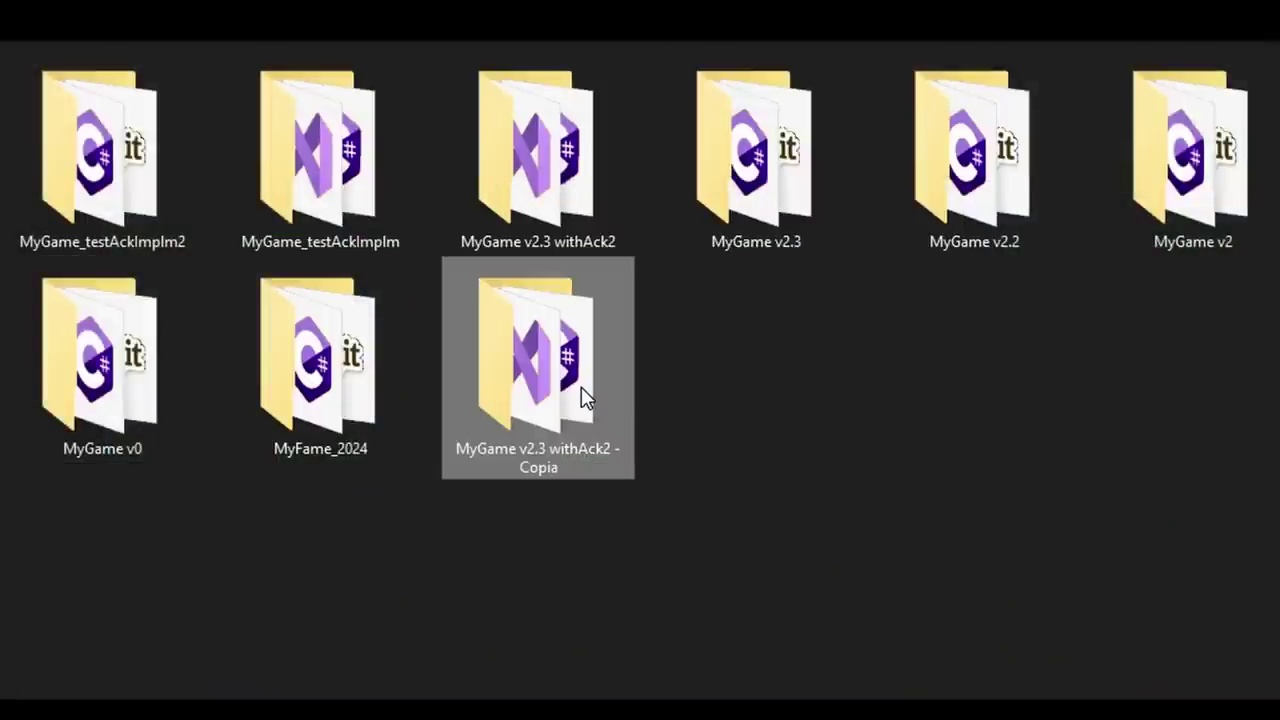 MyGame_testAckImplm2
MyGame_testAckImplm
MyGame v2.3 withAck2
MyGame v2.3
MyGame v2.2
MyGame v2
MyGame v0
MyFame_2024
MyGame v2.3 withAck2 -
Copia